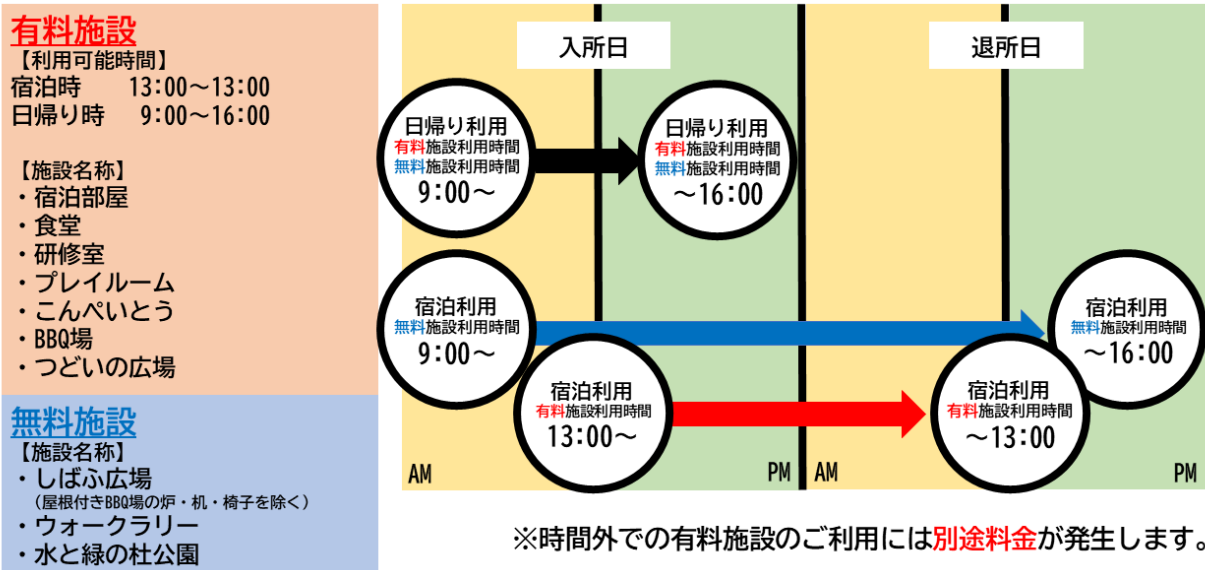 有料施設
【利用可能時間】
宿泊時 13:00～13:00
日帰り時 9:00～16:00
【施設名称】
・宿泊部屋
・食堂
・研修室
・プレイルーム
・こんぺいとう
・BBQ場
・つどいの広場
無料施設
【施設名称】
・しばふ広場
（屋根付きBBQ場の炉・机・椅子を除く）
・ウォークラリー
・水と緑の杜公園
入所日
退所日
日帰り利用
有料施設利用時間
無料施設利用時間
9:00～
日帰り利用
有料施設利用時間
無料施設利用時間
～16:00
宿泊利用
無料施設利用時間
9:00～
宿泊利用
無料施設利用時間
～16:00
宿泊利用
有料施設利用時間
13:00～
宿泊利用
有料施設利用時間
～13:00
AM
PM
AM
PM
※時間外での有料施設のご利用には別途料金が発生します。